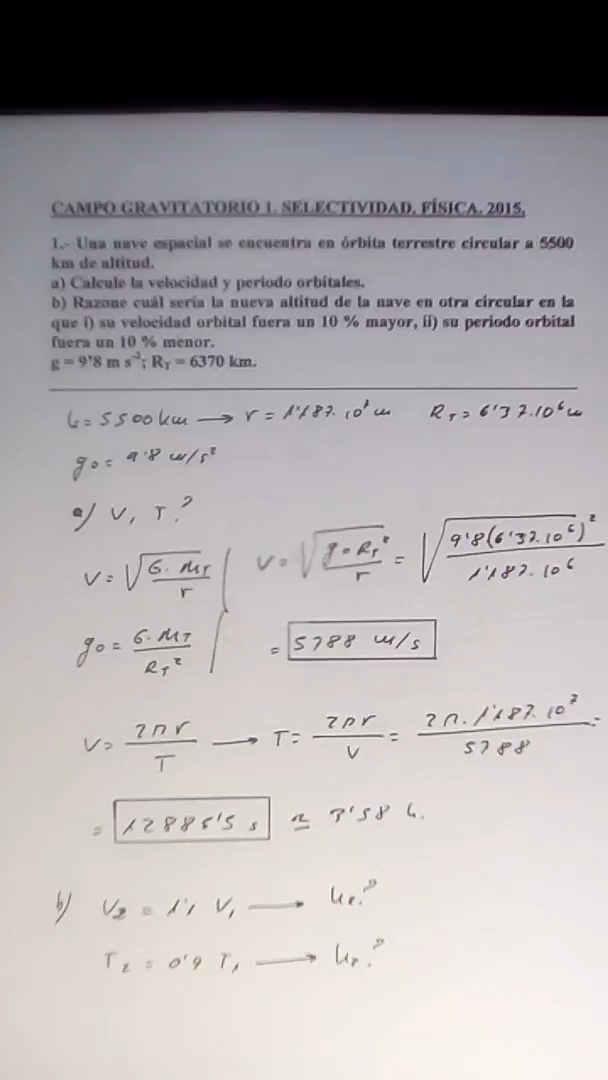 CAMPO GRAVITATORIO 1. SELECTIVIDAD. FÍSICA. 2015.
1.- Una nave espacial se encuentra en órbita terrestre circular a 5500
km de altitud.
a) Calcule la velocidad y periodo orbitales.
b) Razone cuál sería la nueva altitud de la nave en otra circular en la
que i) su velocidad orbital fuera un 10 % mayor, ii) su periodo orbital
fuera un 10 % menor.
g = 9'8 m s⁻²; R_T = 6370 km.
h = 5500 km → r = 1'187·10⁷ m R_T = 6'37·10⁶ m
g₀ = 9'8 m/s²
a) V, T?
V = √(G·M_T/r) V = √(g₀R_T²/r) = √(9'8(6'37·10⁶)²/1'187·10⁶)
g₀ = G·M_T/R_T² = 5788 m/s
V = 2πr/T → T = 2πr/V = 2π·1'187·10⁷/5788 =
= 12886'5 s ≃ 3'58 h.
b) V₂ = 1'1 V₁ → h₂?
T₂ = 0'9 T₁ → h₂?